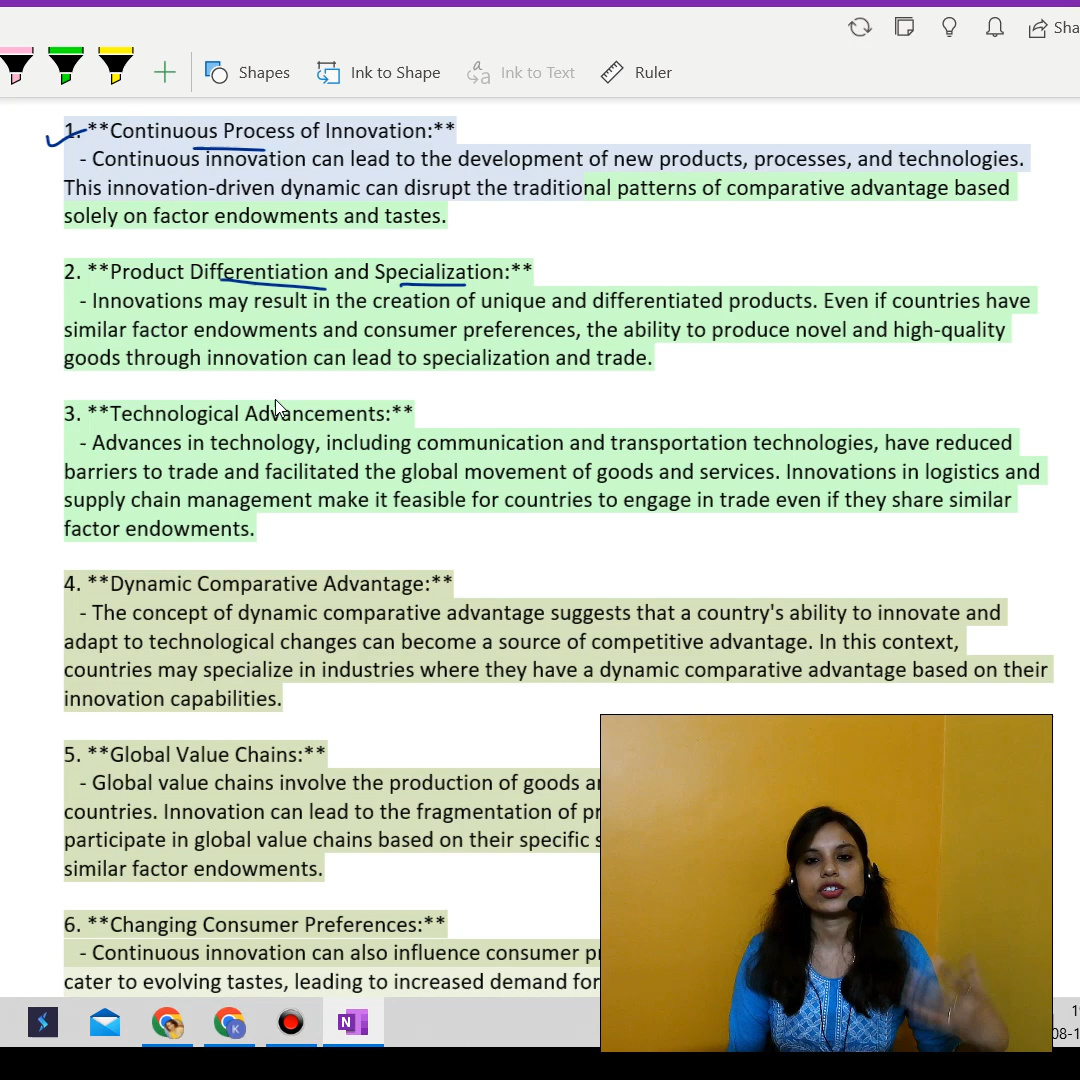 Sha
Shapes
Ink to Shape
Ink to Text
Ruler
1. **Continuous Process of Innovation:**
- Continuous innovation can lead to the development of new products, processes, and technologies.
This innovation-driven dynamic can disrupt the traditional patterns of comparative advantage based
solely on factor endowments and tastes.
2. **Product Differentiation and Specialization:**
- Innovations may result in the creation of unique and differentiated products. Even if countries have
similar factor endowments and consumer preferences, the ability to produce novel and high-quality
goods through innovation can lead to specialization and trade.
3. **Technological Advancements:**
- Advances in technology, including communication and transportation technologies, have reduced
barriers to trade and facilitated the global movement of goods and services. Innovations in logistics and
supply chain management make it feasible for countries to engage in trade even if they share similar
factor endowments.
4. **Dynamic Comparative Advantage:**
- The concept of dynamic comparative advantage suggests that a country's ability to innovate and
adapt to technological changes can become a source of competitive advantage. In this context,
countries may specialize in industries where they have a dynamic comparative advantage based on their
innovation capabilities.
5. **Global Value Chains:**
- Global value chains involve the production of goods a
countries. Innovation can lead to the fragmentation of p
participate in global value chains based on their specific s
similar factor endowments.
6. **Changing Consumer Preferences:**
- Continuous innovation can also influence consumer p
cater to evolving tastes, leading to increased demand for
K
N
1
08-1